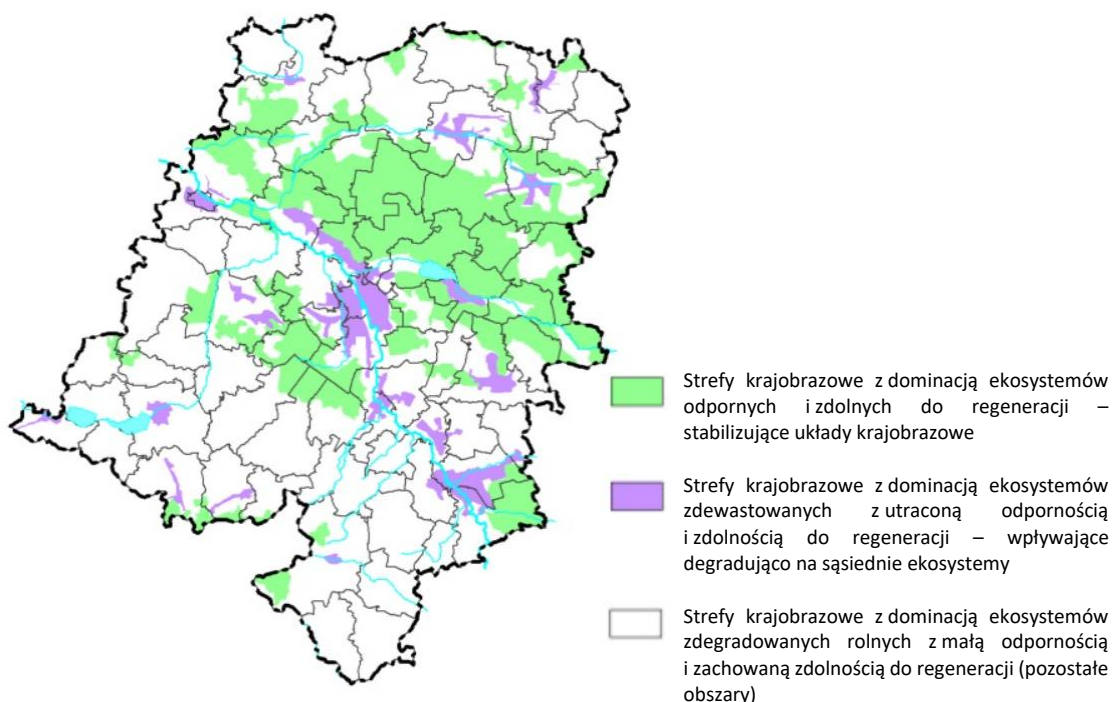 Strefy krajobrazowe z dominacją ekosystemów
odpornych i zdolnych do regeneracji –
stabilizujące układy krajobrazowe
Strefy krajobrazowe z dominacją ekosystemów
zdewastowanych z utraconą odpornością
i zdolnością do regeneracji – wpływające
degradująco na sąsiednie ekosystemy
Strefy krajobrazowe z dominacją ekosystemów
zdegradowanych rolnych z małą odpornością
i zachowaną zdolnością do regeneracji (pozostałe
obszary)